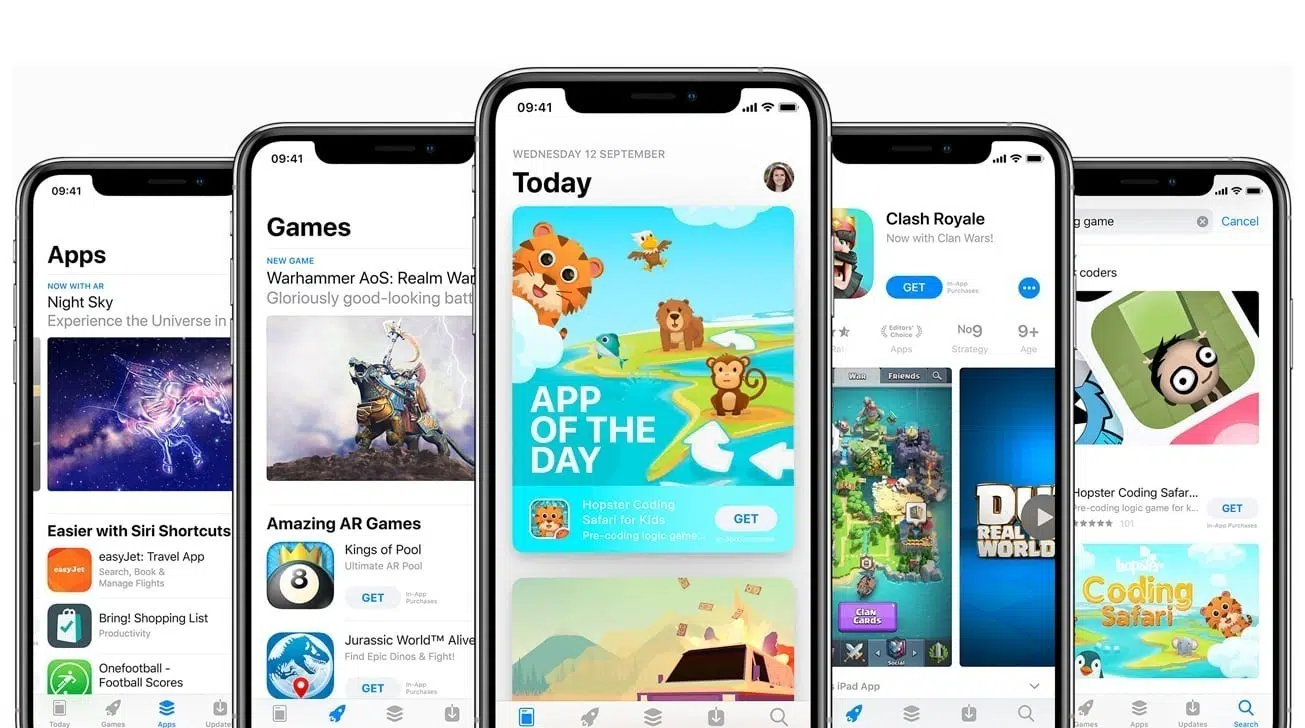 09:41
Apps
NOW WITH AR
Night Sky
Experience the Universe in
Easier with Siri Shortcuts
easyJet
easyJet: Travel App
Search, Book &
Manage Flights
Bring! Shopping List
Productivity
Onefootball -
Football Scores
Today
Games
Apps
Update
09:41
Games
NEW GAME
Warhammer AoS: Realm War
Gloriously good-looking batt
Amazing AR Games
8
Kings of Pool
Ultimate AR Pool
GET
In-App
Purchases
Jurassic World™ Alive
Find Epic Dinos & Fight!
GET
In-App
Purchases
09:41
WEDNESDAY 12 SEPTEMBER
Today
APP
OF THE
DAY
Hopster Coding
Safari for Kids
Pre-coding logic game...
GET
In-App Purchases
Clash Royale
Now with Clan Wars!
GET
In-App
Purchases
Editors'
Choice
Apps
No9
Strategy
9+
Age
War
Friends
Clan
Cards
Social
REAL
WORLD
iPad App
g game
Cancel
coders
Hopster Coding Safar...
Pre-coding logic game for k...
101
GET
In-App Purchases
hopster
Coding
Safari
Games
Apps
Updates
Search